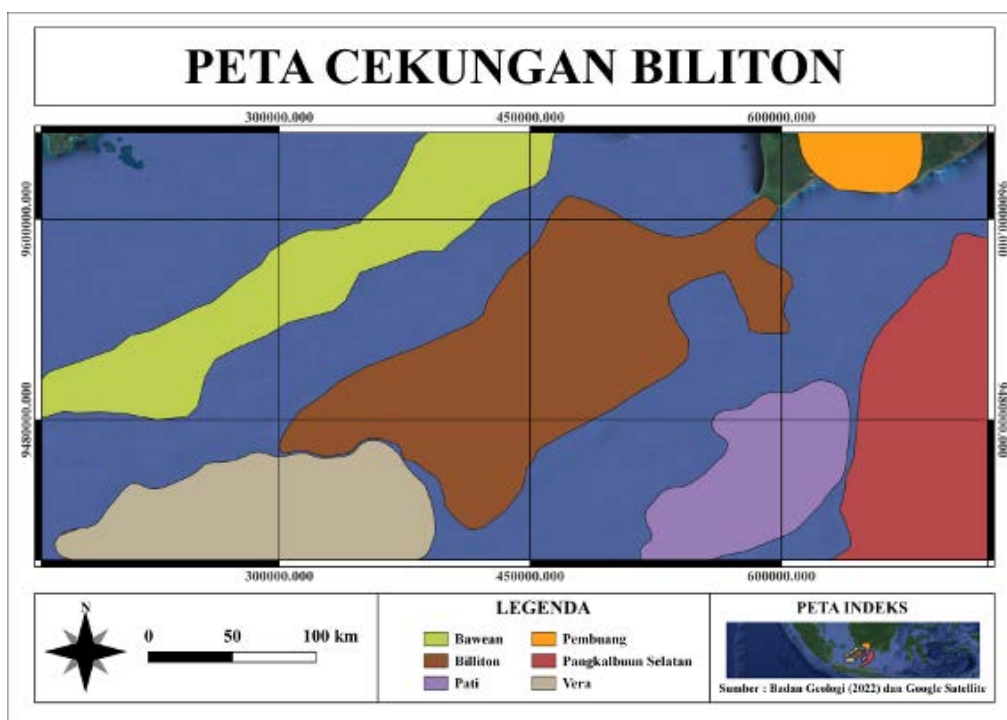 PETA CEKUNGAN BILITON
300000.000 450000.000 600000.000
9600000.000 9600000.000
9480000.000 9480000.000
300000.000 450000.000 600000.000
N
0 50 100 km
LEGENDA
Bawean
Billiton
Pati
Pembuang
Pangkalbuun Selatan
Vera
PETA INDEKS
Sumber : Badan Geologi (2022) dan Google Satellite